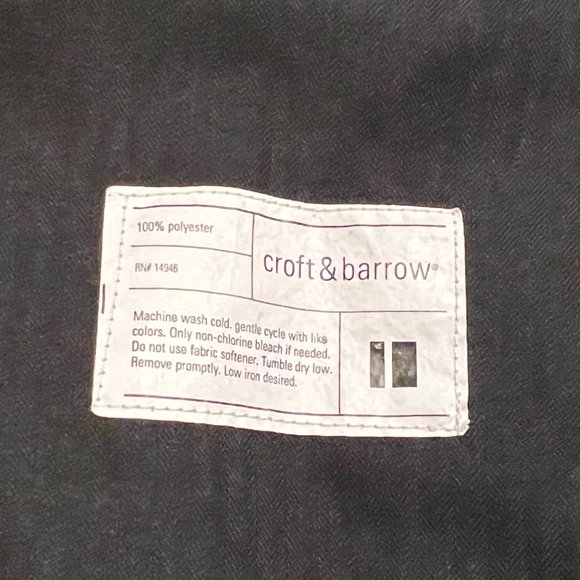 100% polyester
RN# 14946
croft&barrow®
Machine wash cold. gentle cycle with like
colors. Only non-chlorine bleach if needed.
Do not use fabric softener. Tumble dry low.
Remove promptly. Low iron desired.